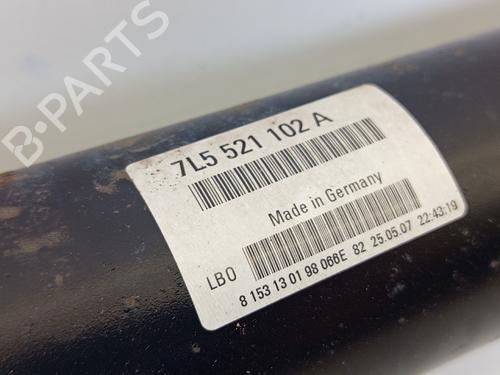 B-PARTS
7L5 521 102 A
Made in Germany
LBO
8 153 13 01 98 066E 82 25.05.07 22:43:19